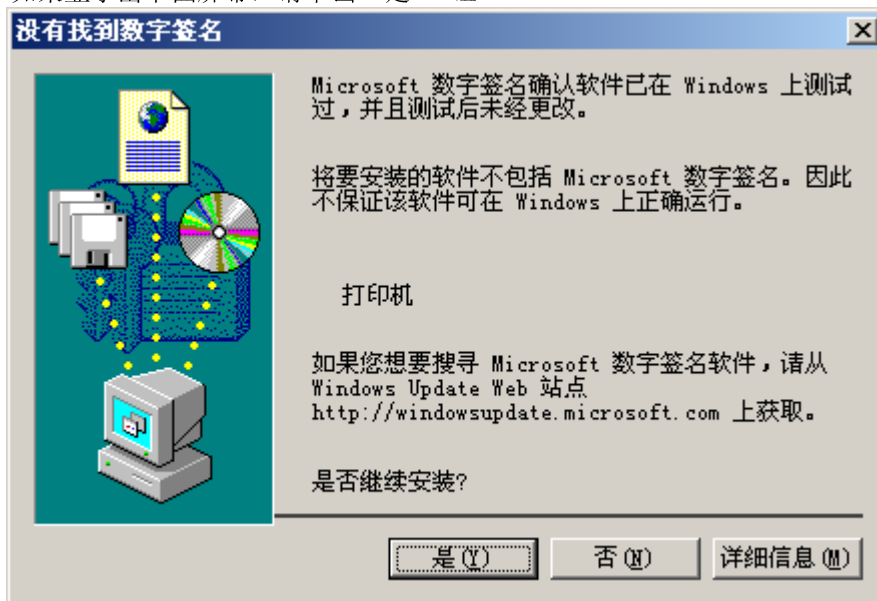 没有找到数字签名
Microsoft 数字签名确认软件已在 Windows 上测试
过，并且测试后未经更改。
将要安装的软件不包括 Microsoft 数字签名。因此
不保证该软件可在 Windows 上正确运行。
打印机
如果您想要搜寻 Microsoft 数字签名软件，请从
Windows Update Web 站点
http://windowsupdate.microsoft.com 上获取。
是否继续安装?
是(Y) 否(N) 详细信息(M)